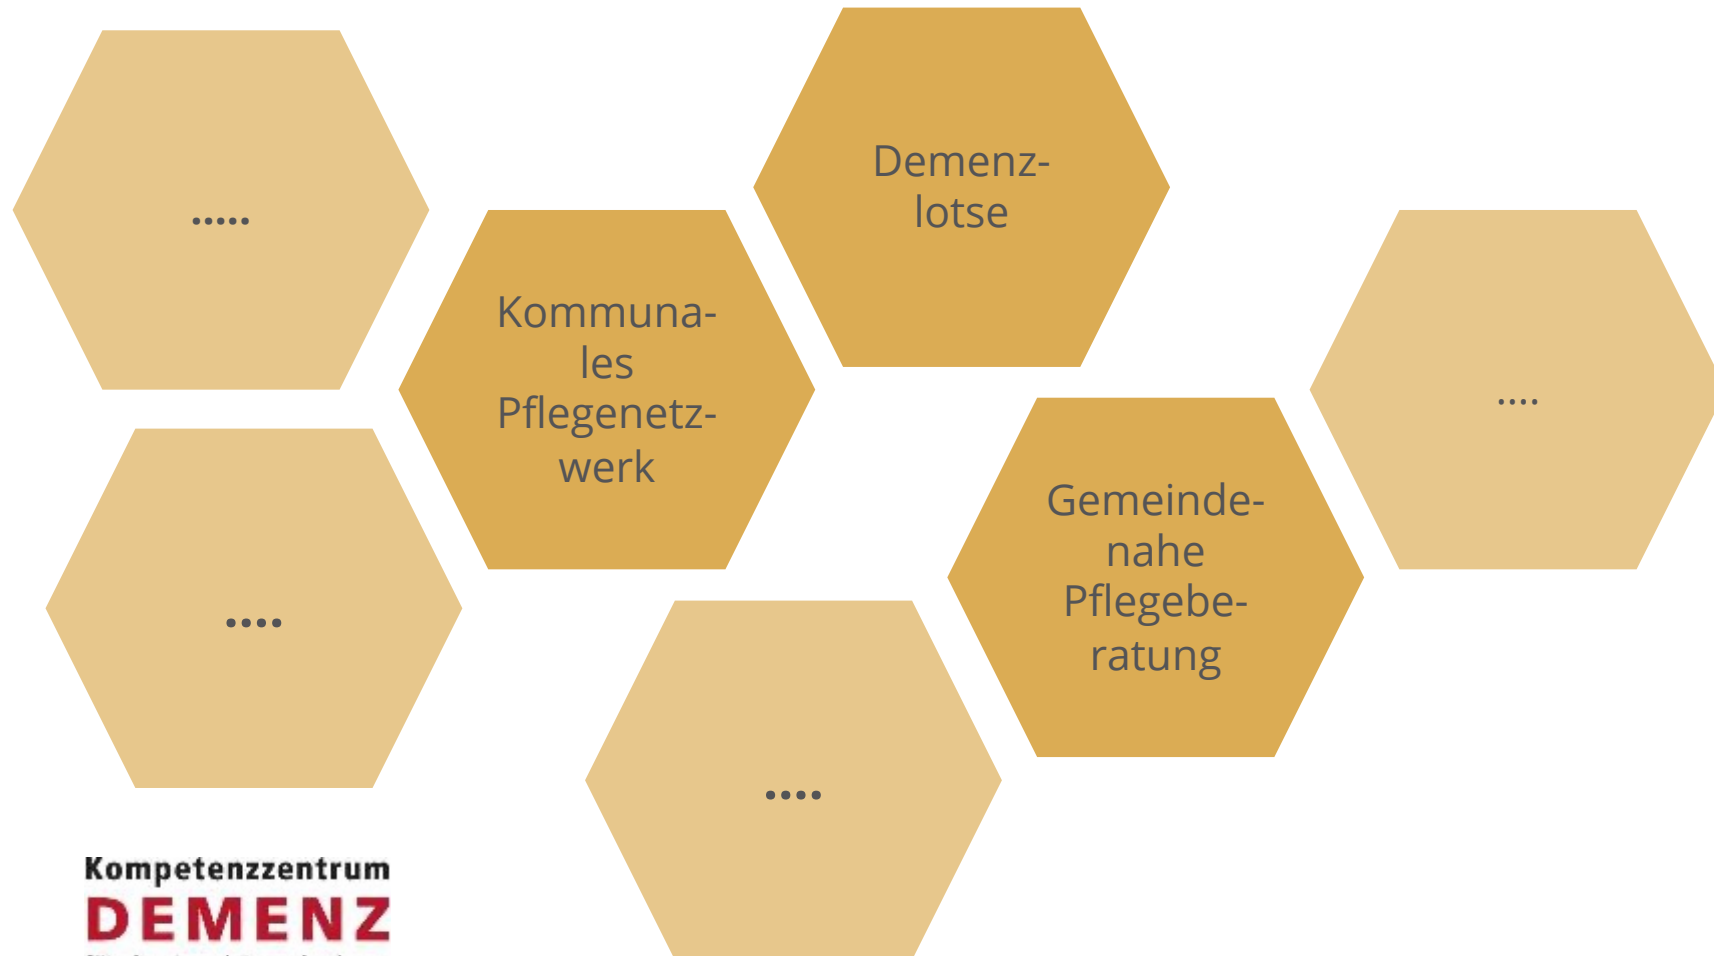 .....
Demenz-
lotse
Kommuna-
les
Pflegenetz-
werk
....
Gemeinde-
nahe
Pflegebe-
ratung
....
....
Kompetenzzentrum
DEMENZ